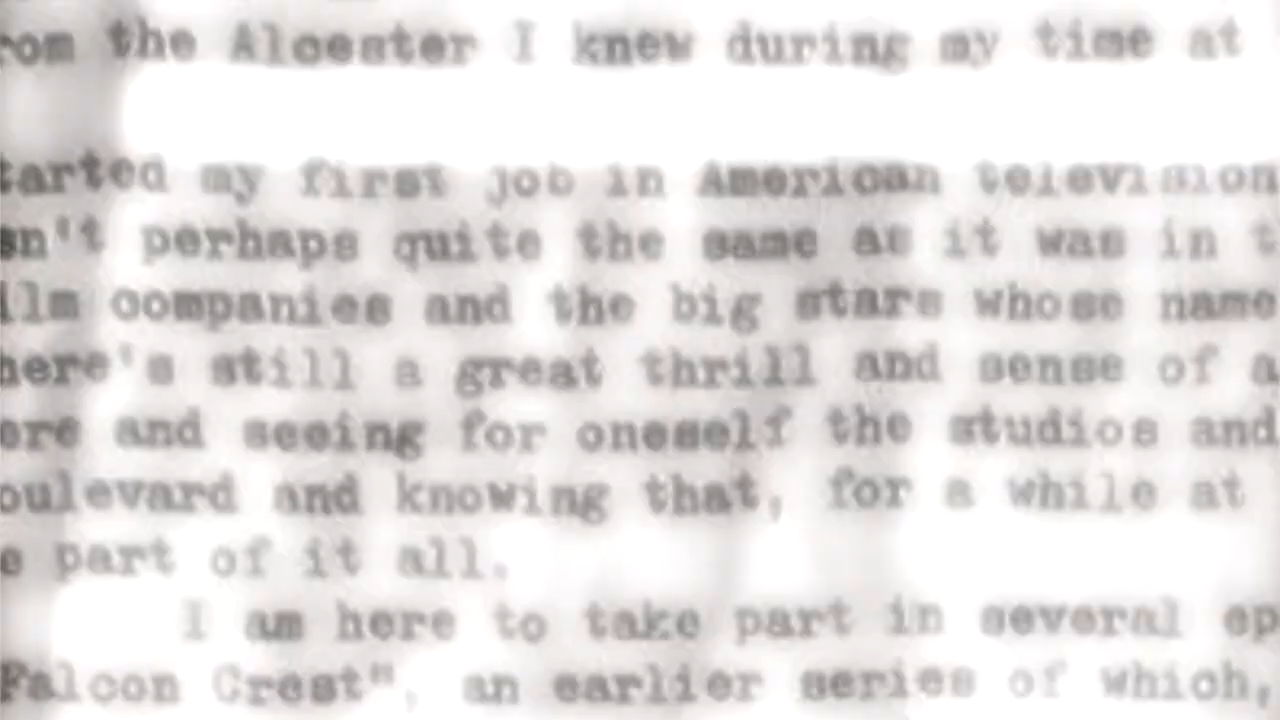 rom the Alcester I knew during my time at
tarted my first job in American television
sn't perhaps quite the same as it was in t
ilm companies and the big stars whose name
here's still a great thrill and sense of a
ere and seeing for oneself the studios and
oulevard and knowing that, for a while at
e part of it all.
I am here to take part in several ep
Falcon Crest", an earlier series of which,